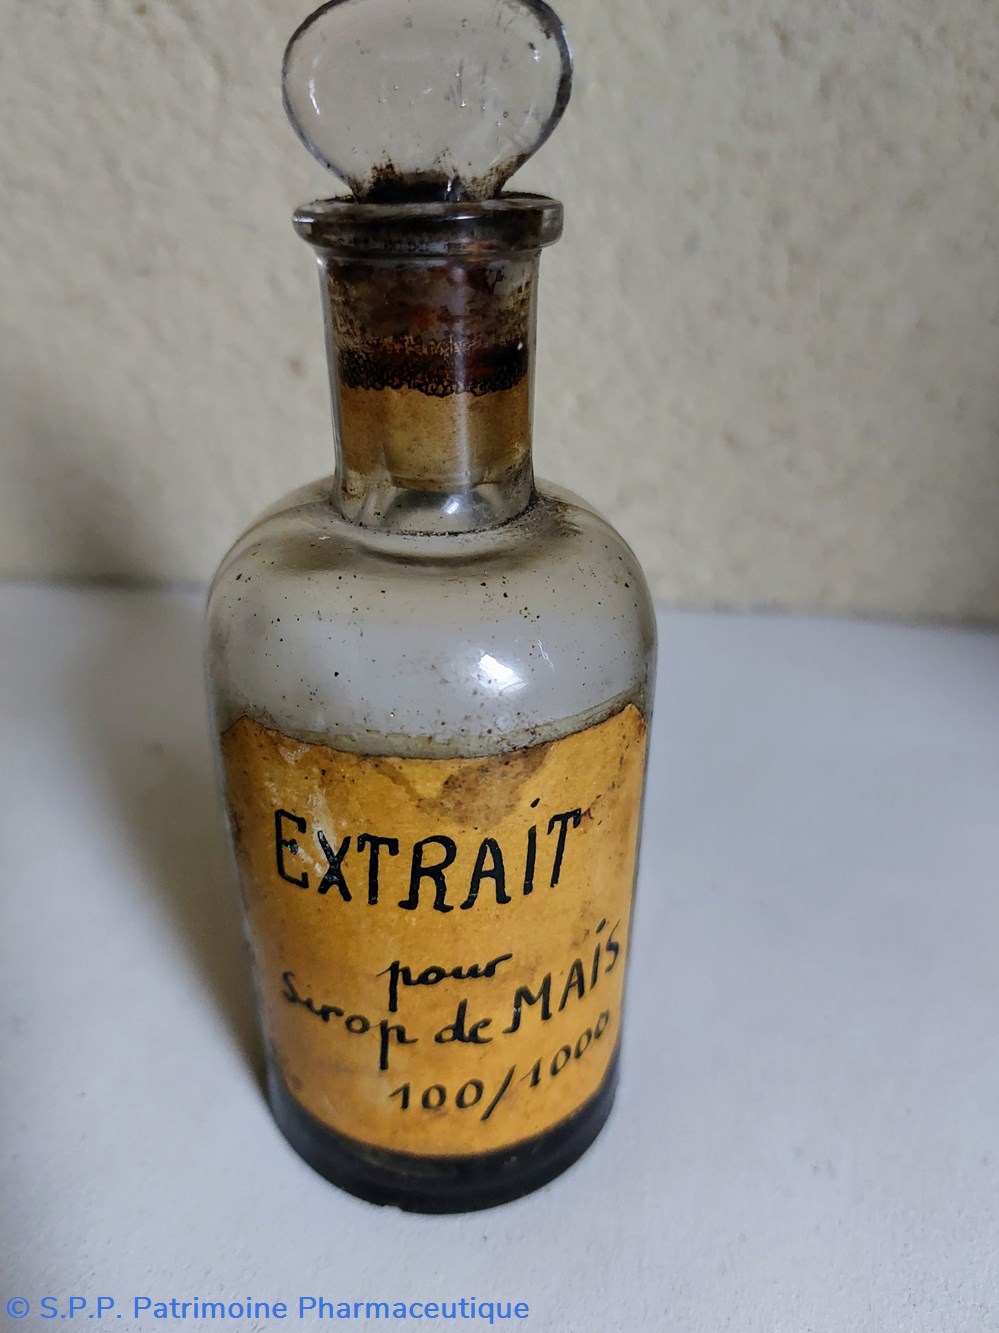 EXTRAiT
pour
Sirop de MAïS
100/1000
© S.P.P. Patrimoine Pharmaceutique